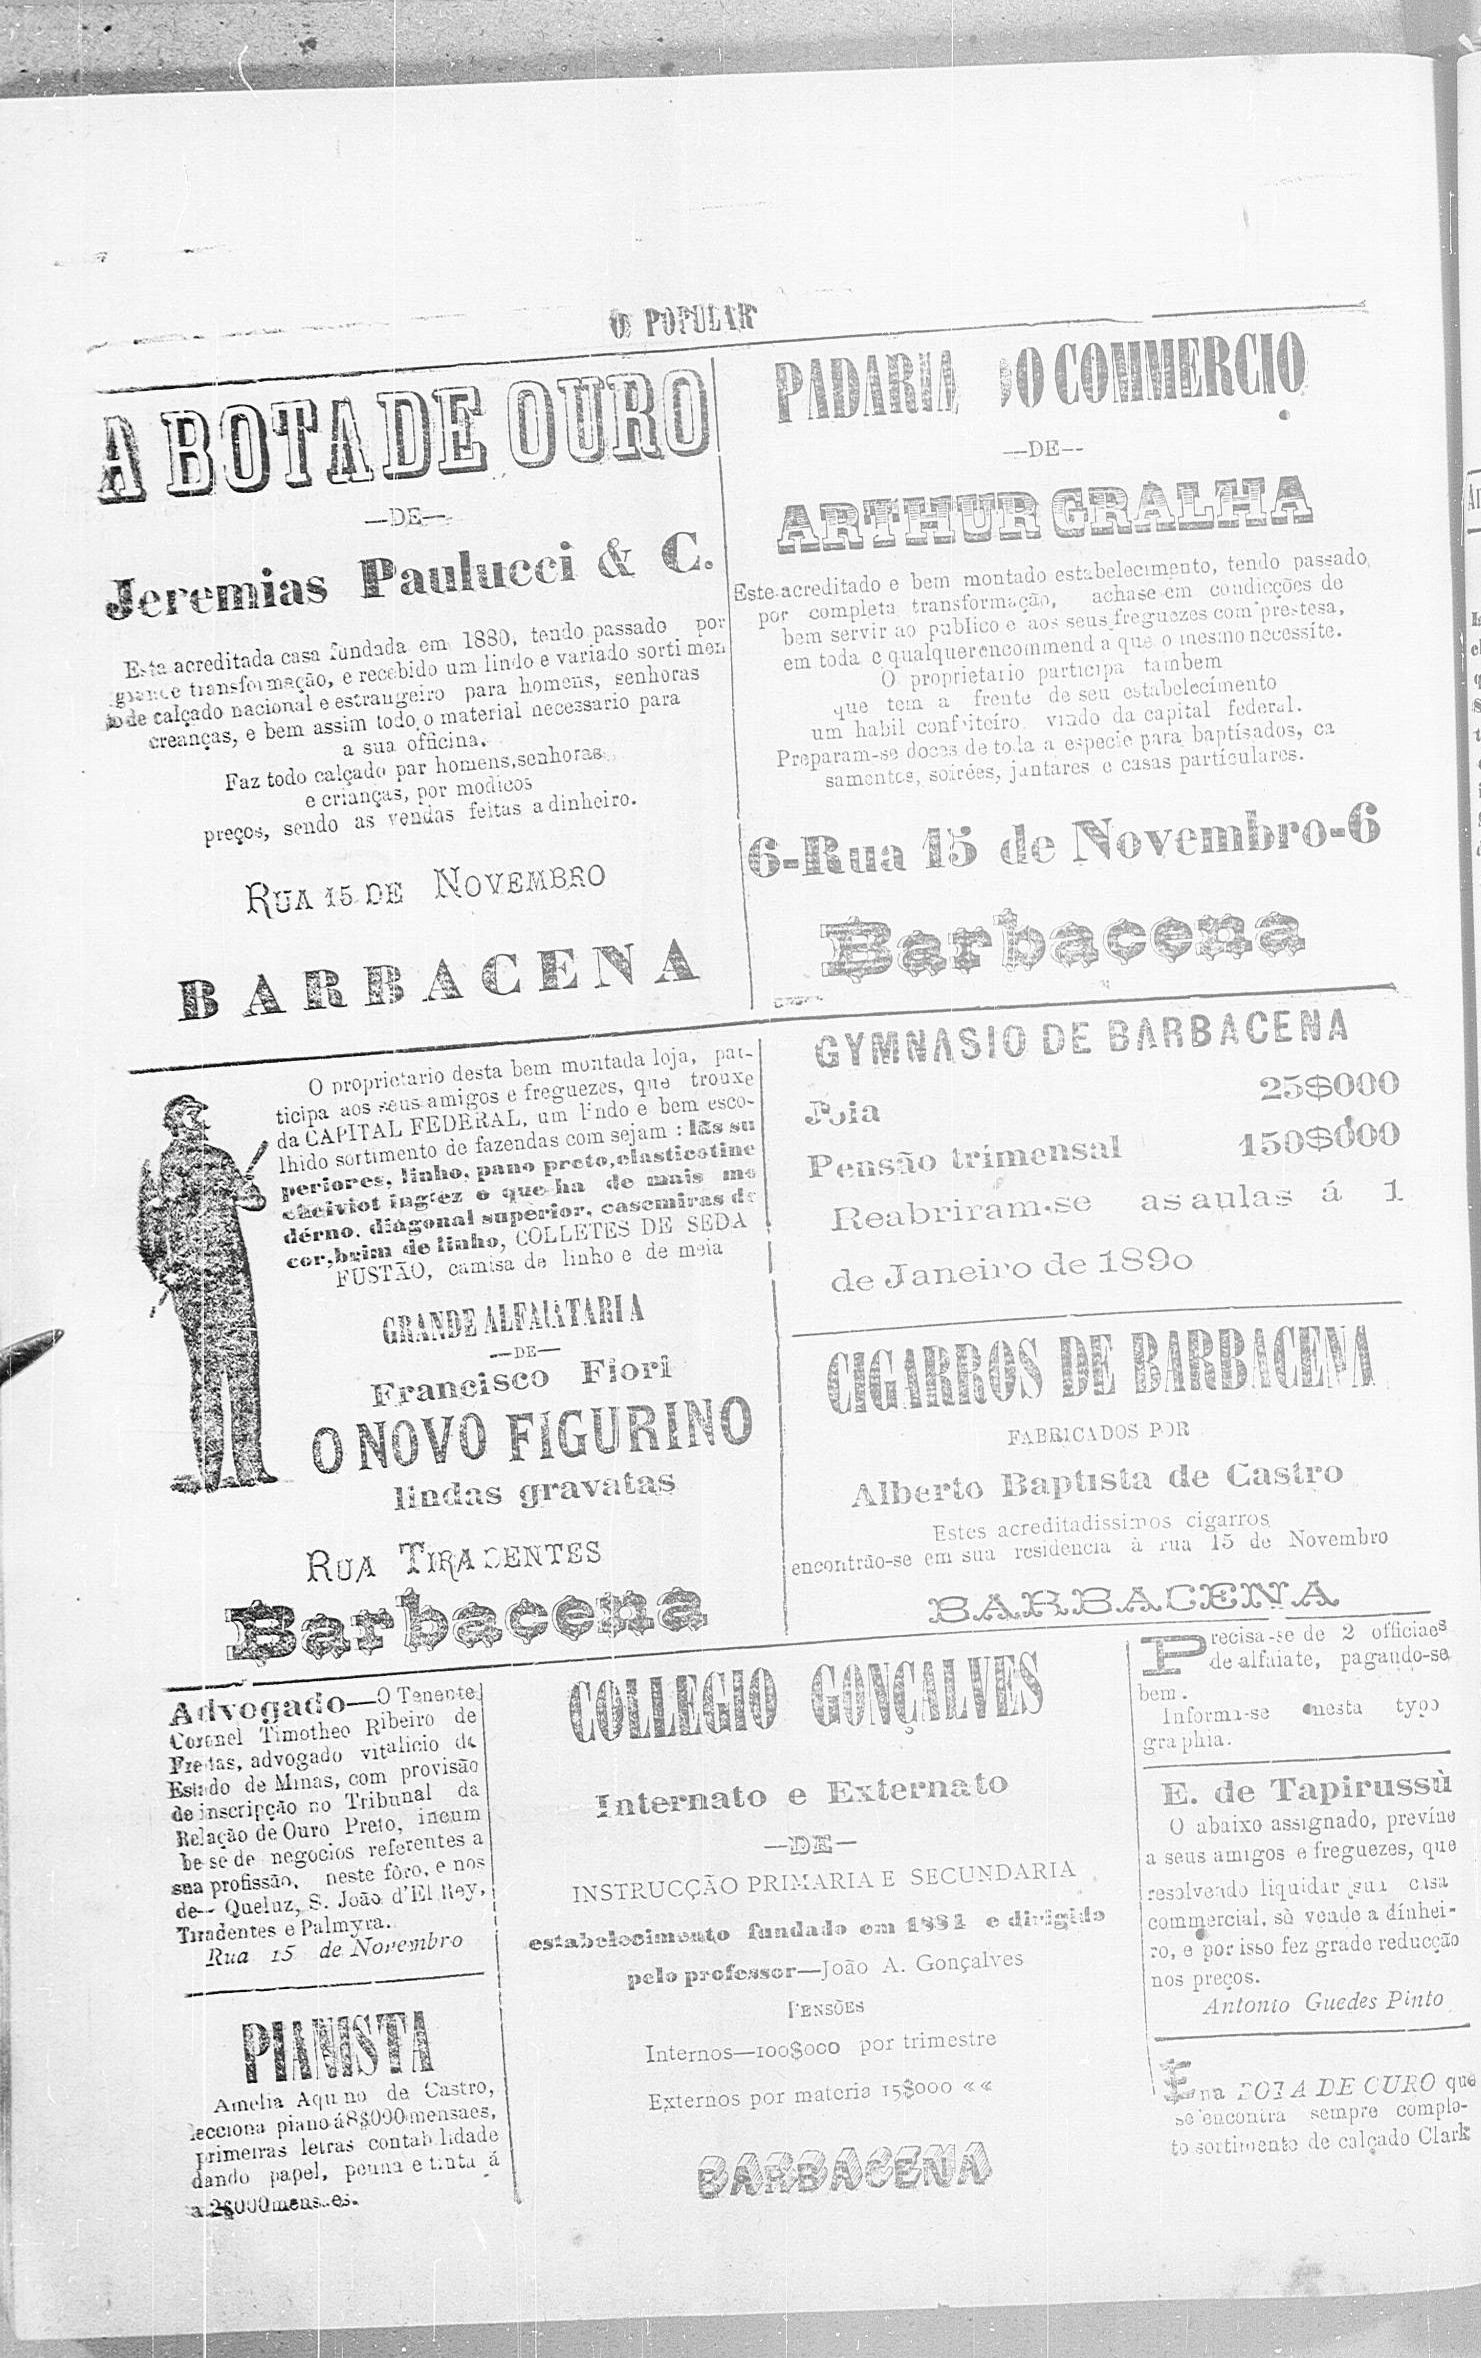 O POPULAR
A BOTA DE OURO
—DE—
Jeremias Paulucci & C.
Esta acreditada casa fundada em 1880, tendo passado por
grande transformação, e recebido um lindo e variado sorti men
to de calçado nacional e estrangeiro para homens, senhoras
creanças, e bem assim todo o material necessario para
a sua officina.
Faz todo calçado par homens, senhoras
e crianças, por modicos
preços, sendo as vendas feitas a dinheiro.
RUA 15 DE NOVEMBRO
BARBACENA
PADARIA DO COMMERCIO
—DE—
ARTHUR GRALHA
Este acreditado e bem montado estabelecimento, tendo passado
por completa transformação, achase em condicções de
bem servir ao publico e aos seus freguezes com prestesa,
em toda e qualquer encommenda que o mesmo necessite.
O proprietario participa tambem
que tem a frente de seu estabelecimento
um habil confeiteiro vindo da capital federal.
Preparam-se doces de toda a especie para baptisados, ca
samentos, soirées, jantares e casas particulares.
6-Rua 15 de Novembro-6
Barbacena
O proprietario desta bem montada loja, par-
ticipa aos seus amigos e freguezes, que trouxe
da CAPITAL FEDERAL, um lindo e bem esco-
lhido sortimento de fazendas com sejam : lãs su
periores, linho, pano preto, elasticotine
cheiviot inglez e que ha de mais mo
dérno, diagonal superior, casemiras de
cor, brim de linho, COLLETES DE SEDA
FUSTÃO, camisa de linho e de meia
GRANDE ALFAIATARIA
—DE—
Francisco Fiori
O NOVO FIGURINO
lindas gravatas
RUA TIRADENTES
Barbacena
GYMNASIO DE BARBACENA
Joia 25$000
Pensão trimensal 150$000
Reabriram-se as aulas á 1
de Janeiro de 1890
CIGARROS DE BARBACENA
FABRICADOS POR
Alberto Baptista de Castro
Estes acreditadissimos cigarros
encontrão-se em sua residencia à rua 15 de Novembro
BARBACENA
Advogado—O Tenente
Coronel Timotheo Ribeiro de
Freitas, advogado vitalicio do
Estado de Minas, com provisão
de inscripção no Tribunal da
Relação de Ouro Preto, incum
be-se de negocios referentes a
sua profissão, neste fôro, e nos
de— Queluz, S. João d'El Rey,
Tiradentes e Palmyra.
Rua 15 de Novembro
PIANISTA
Amelia Aquino de Castro,
lecciona piano á 8$000 mensaes,
primeiras letras contabilidade
dando papel, penna e tinta á
a 2$000 mensaes.
COLLEGIO GONÇALVES
Internato e Externato
—DE—
INSTRUCÇÃO PRIMARIA E SECUNDARIA
estabelecimento fundado em 1881 e dirigido
pelo professor—João A. Gonçalves
PENSÕES
Internos—100$000 por trimestre
Externos por materia 15$000 « «
BARBACENA
Precisa-se de 2 officiaes
de alfaiate, pagando-se
bem.
Informa-se nesta typo
graphia.
E. de Tapirussù
O abaixo assignado, previne
a seus amigos e freguezes, que
resolvendo liquidar sua casa
commercial, sò vende a dinhei-
ro, e por isso fez grade reducção
nos preços.
Antonio Guedes Pinto
E' na BOTA DE OURO que
se encontra sempre comple-
to sortimento de calçado Clark